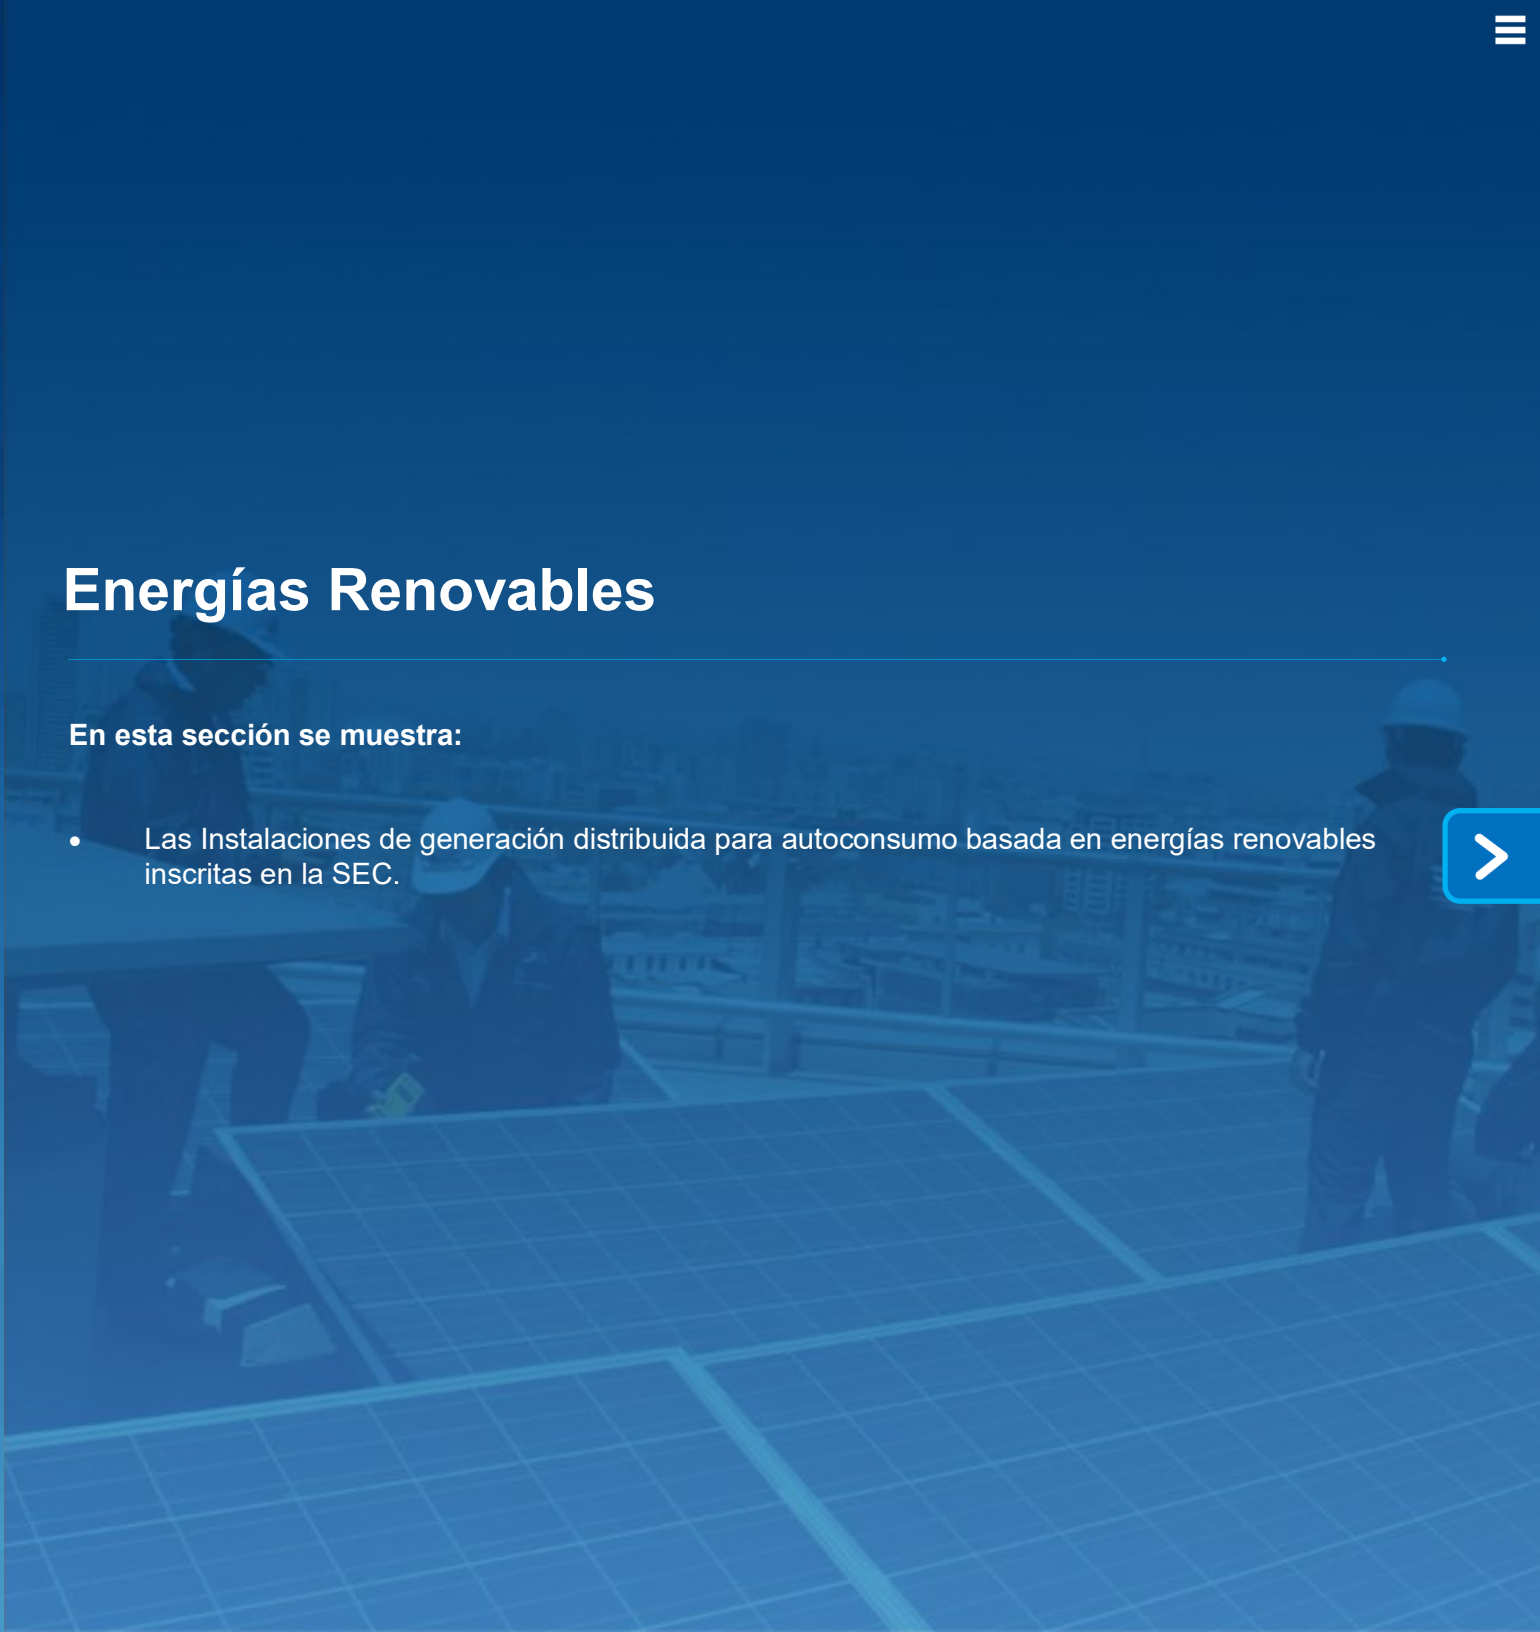 Energías Renovables
En esta sección se muestra:
• Las Instalaciones de generación distribuida para autoconsumo basada en energías renovables
inscritas en la SEC.